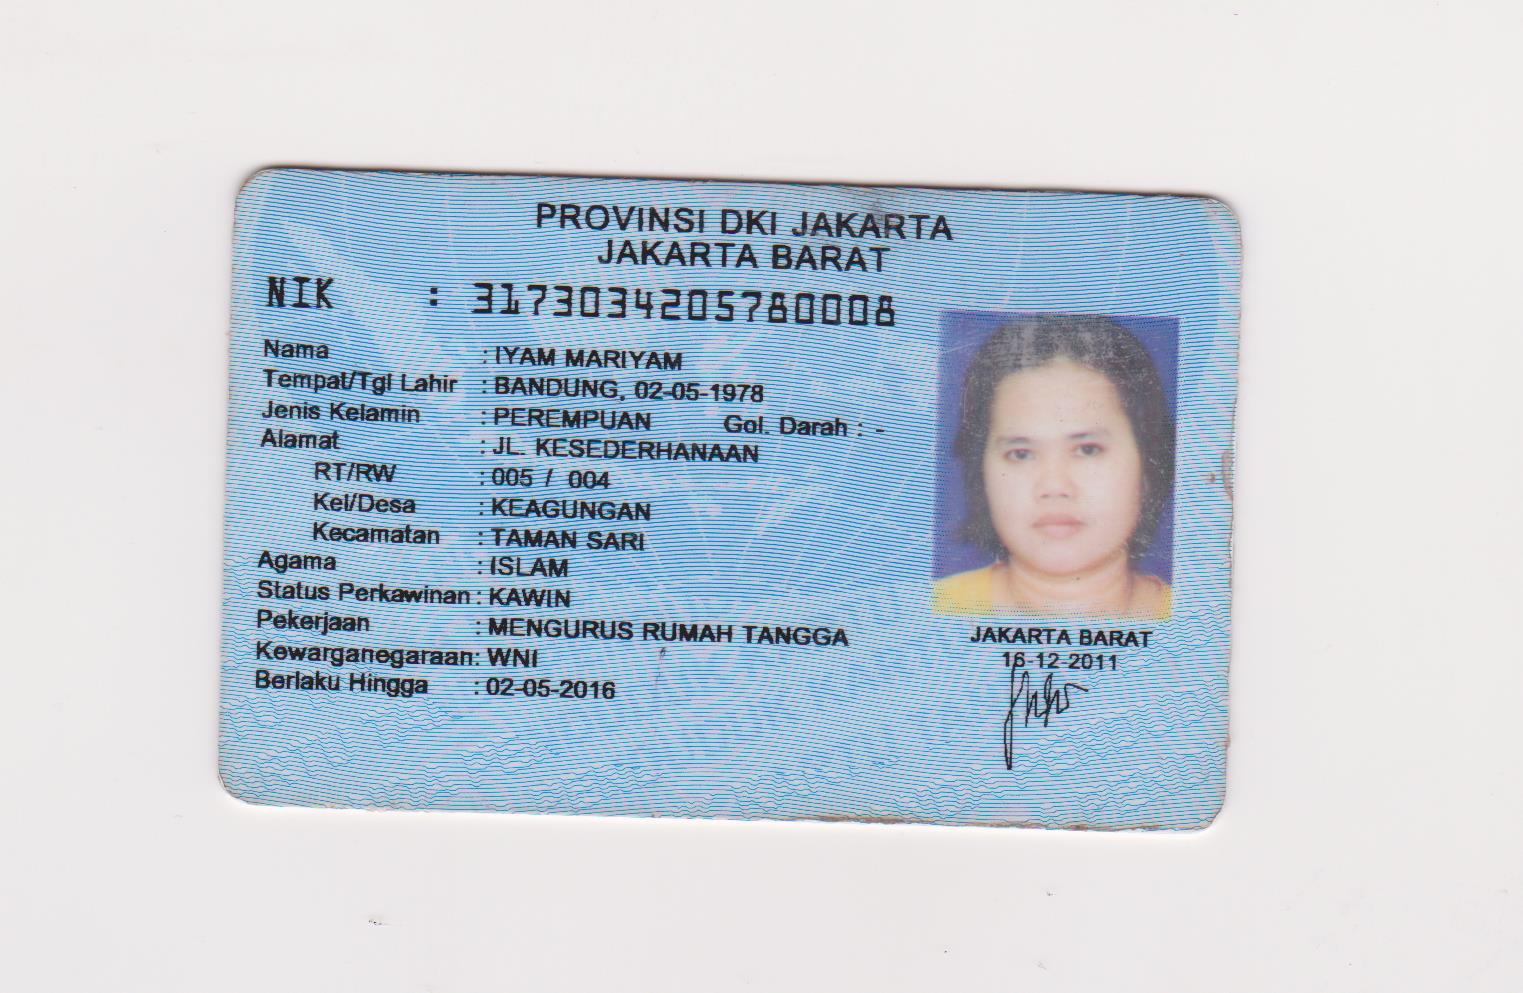 PROVINSI DKI JAKARTA
JAKARTA BARAT
NIK : 3173034205780008
Nama : IYAM MARIYAM
Tempat/Tgl Lahir : BANDUNG, 02-05-1978
Jenis Kelamin : PEREMPUAN Gol. Darah : -
Alamat : JL. KESEDERHANAAN
RT/RW : 005 / 004
Kel/Desa : KEAGUNGAN
Kecamatan : TAMAN SARI
Agama : ISLAM
Status Perkawinan : KAWIN
Pekerjaan : MENGURUS RUMAH TANGGA
Kewarganegaraan: WNI
Berlaku Hingga : 02-05-2016
JAKARTA BARAT
16-12-2011